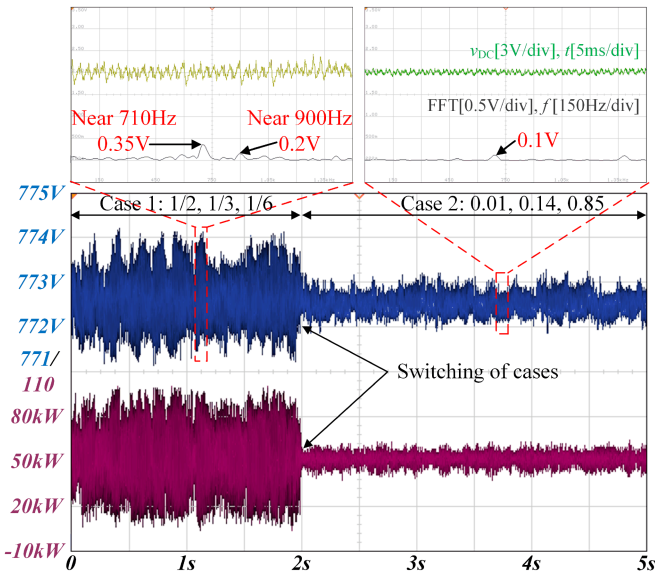 v_DC[3V/div], t[5ms/div]
Near 710Hz
0.35V
Near 900Hz
0.2V
FFT[0.5V/div], f [150Hz/div]
0.1V
775V
Case 1: 1/2, 1/3, 1/6
Case 2: 0.01, 0.14, 0.85
774V
773V
772V
771/
Switching of cases
110
80kW
50kW
20kW
-10kW
0
1s
2s
3s
4s
5s